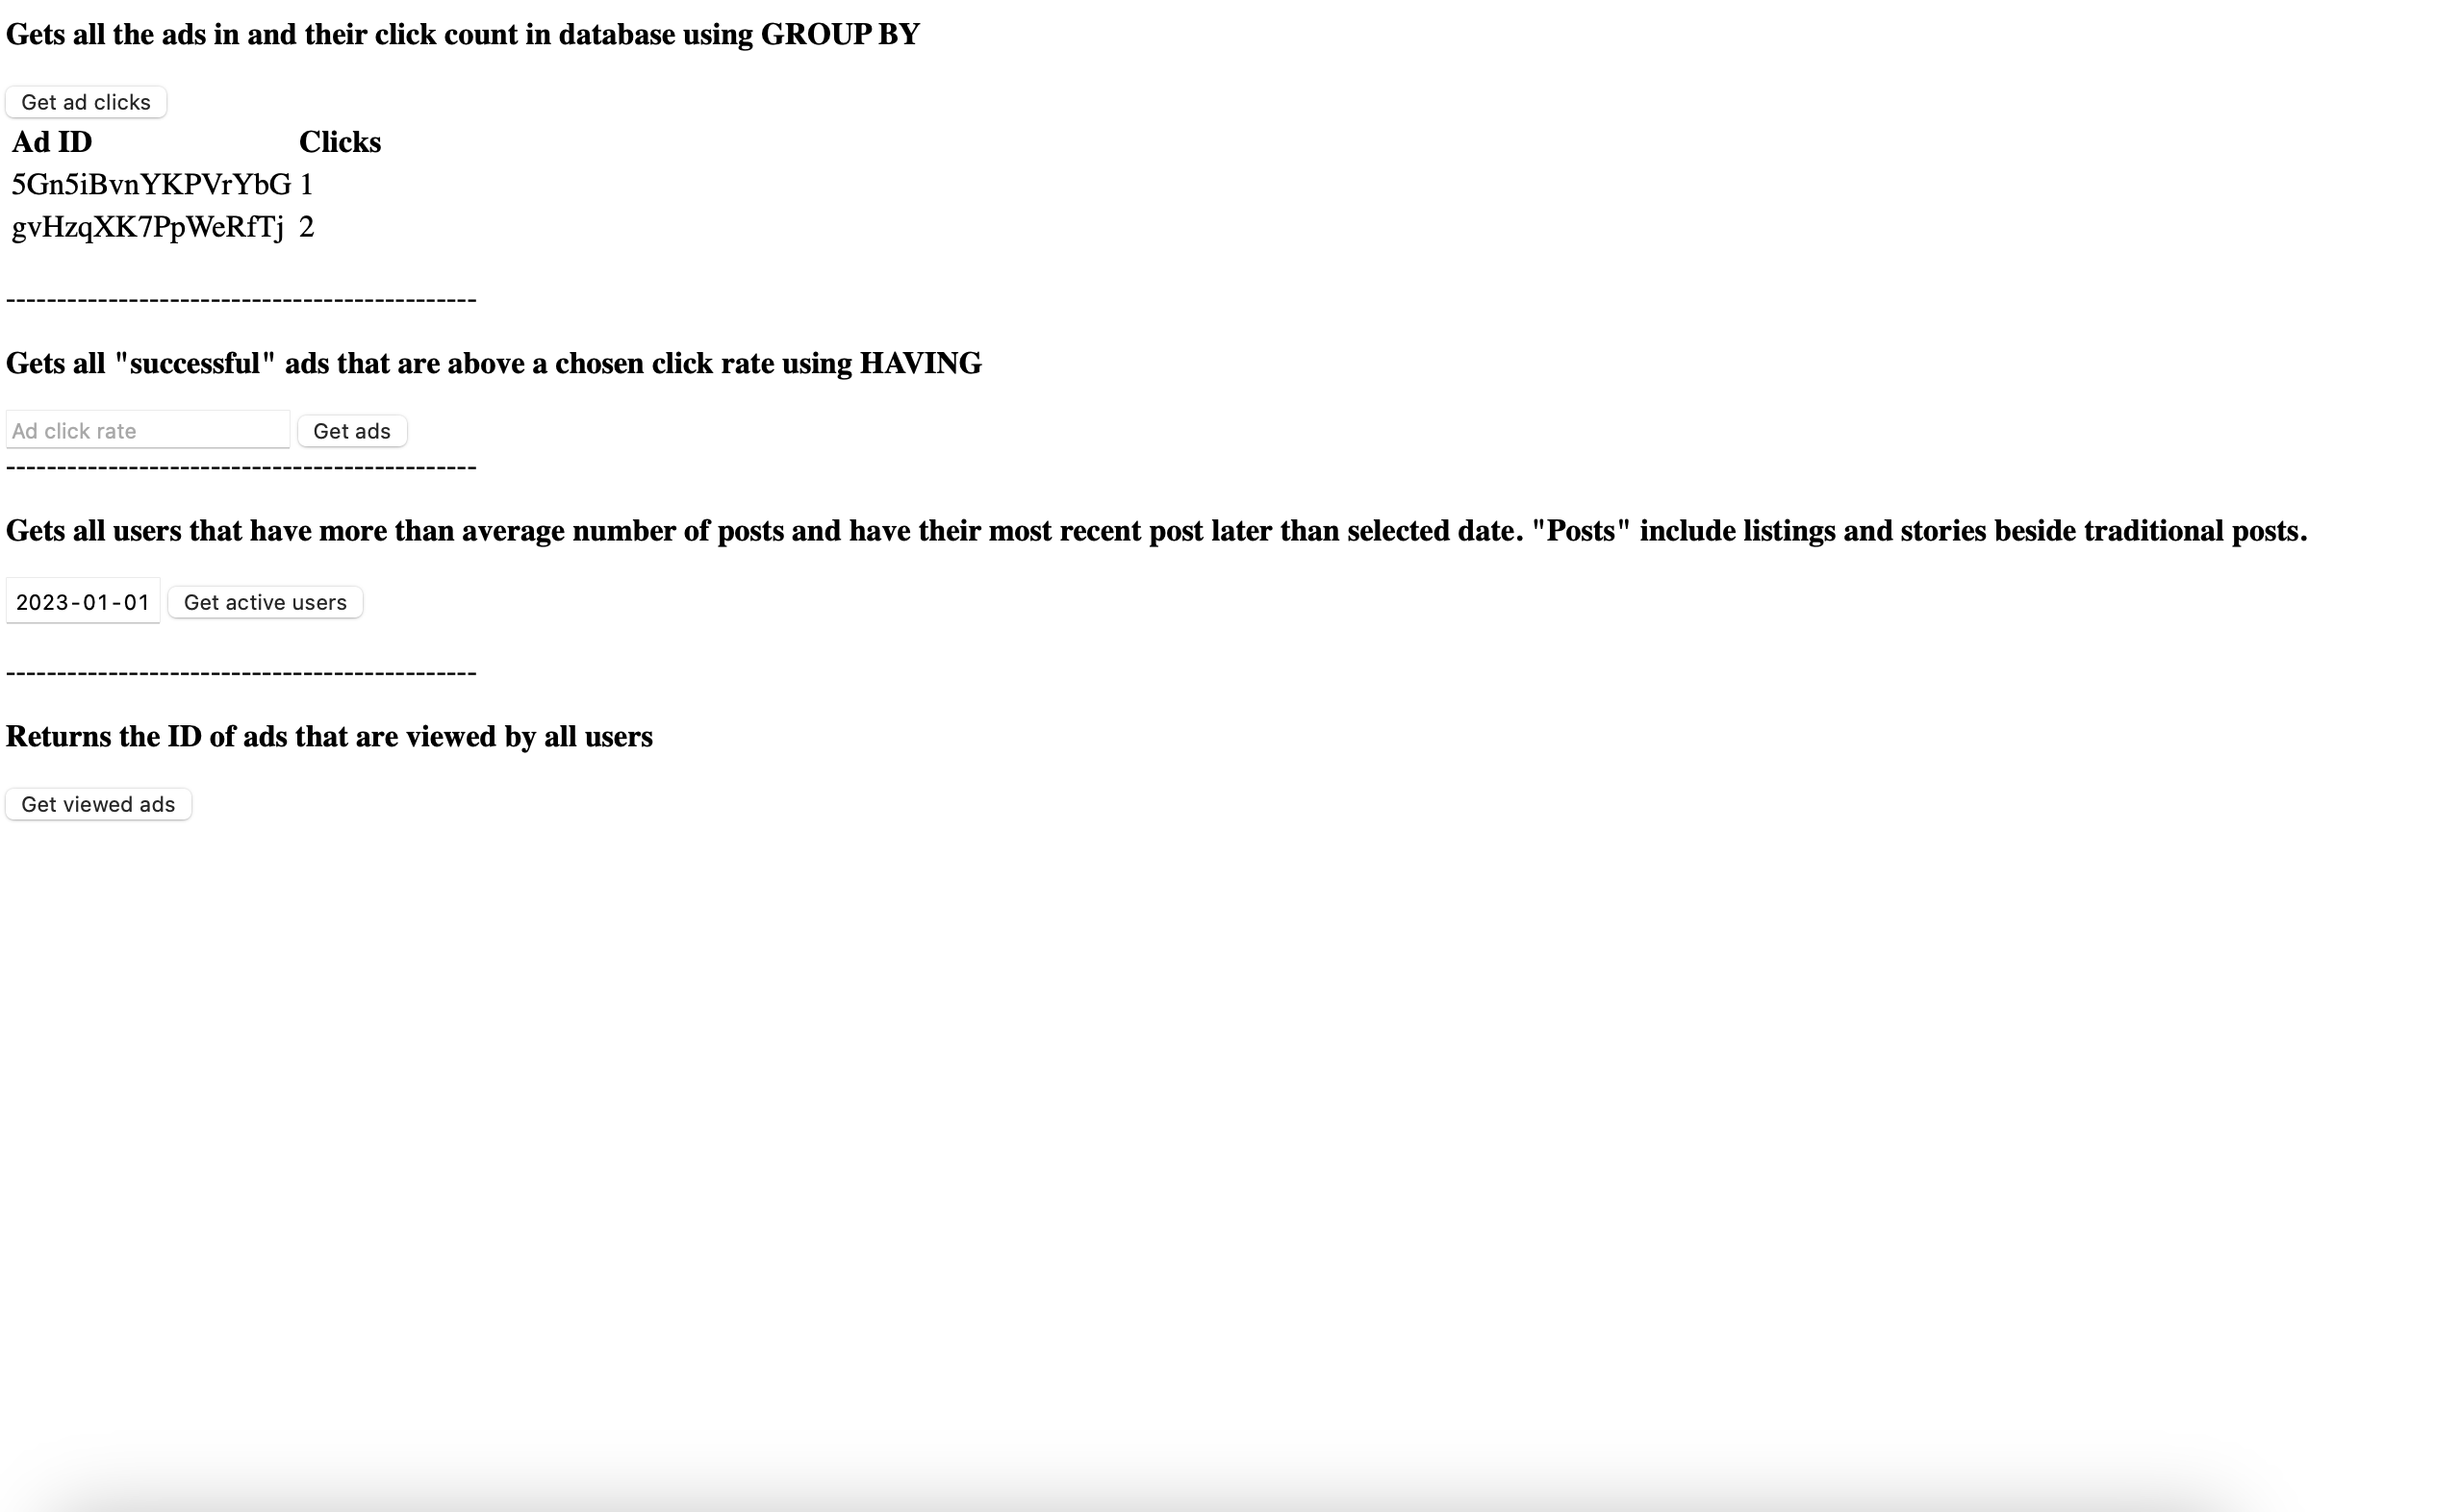 Gets all the ads in and their click count in database using GROUP BY
Get ad clicks
Ad ID Clicks
5Gn5iBvnYKPVrYbG 1
gvHzqXK7PpWeRfTj 2
----------------------------------------------
Gets all "successful" ads that are above a chosen click rate using HAVING
Ad click rate Get ads
----------------------------------------------
Gets all users that have more than average number of posts and have their most recent post later than selected date. "Posts" include listings and stories beside traditional posts.
2023-01-01 Get active users
----------------------------------------------
Returns the ID of ads that are viewed by all users
Get viewed ads